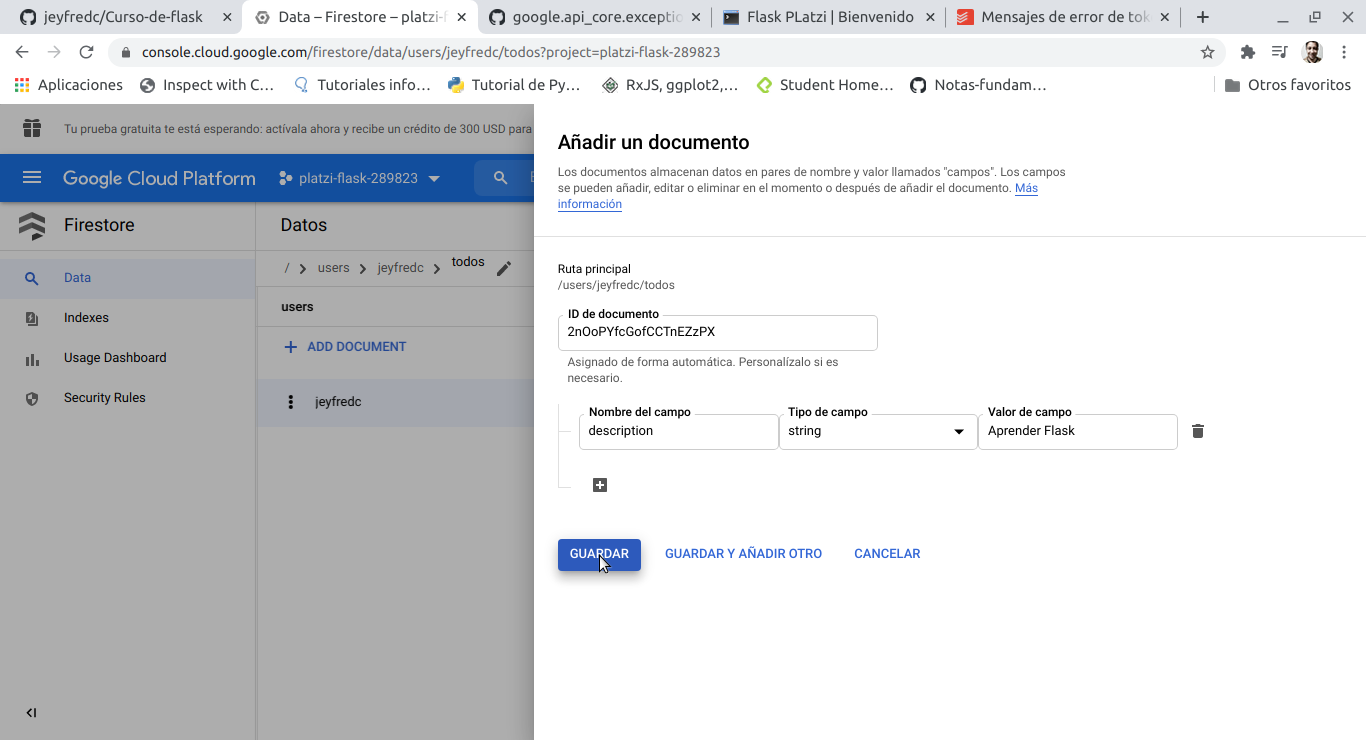 jeyfredc/Curso-de-flask
Data – Firestore – platzi-f
google.api_core.exceptio
Flask PLatzi | Bienvenido
Mensajes de error de tok
console.cloud.google.com/firestore/data/users/jeyfredc/todos?project=platzi-flask-289823
Aplicaciones
Inspect with C…
Tutoriales info…
Tutorial de Py…
RxJS, ggplot2,…
Student Home…
Notas-fundam…
Otros favoritos
Tu prueba gratuita te está esperando: actívala ahora y recibe un crédito de 300 USD para
Google Cloud Platform
platzi-flask-289823
Firestore
Data
Indexes
Usage Dashboard
Security Rules
Datos
/ users jeyfredc todos
users
ADD DOCUMENT
jeyfredc
Añadir un documento
Los documentos almacenan datos en pares de nombre y valor llamados "campos". Los campos
se pueden añadir, editar o eliminar en el momento o después de añadir el documento. Más
información
Ruta principal
/users/jeyfredc/todos
ID de documento
2nOoPYfcGofCCTnEZzPX
Asignado de forma automática. Personalízalo si es
necesario.
Nombre del campo
description
Tipo de campo
string
Valor de campo
Aprender Flask
GUARDAR
GUARDAR Y AÑADIR OTRO
CANCELAR